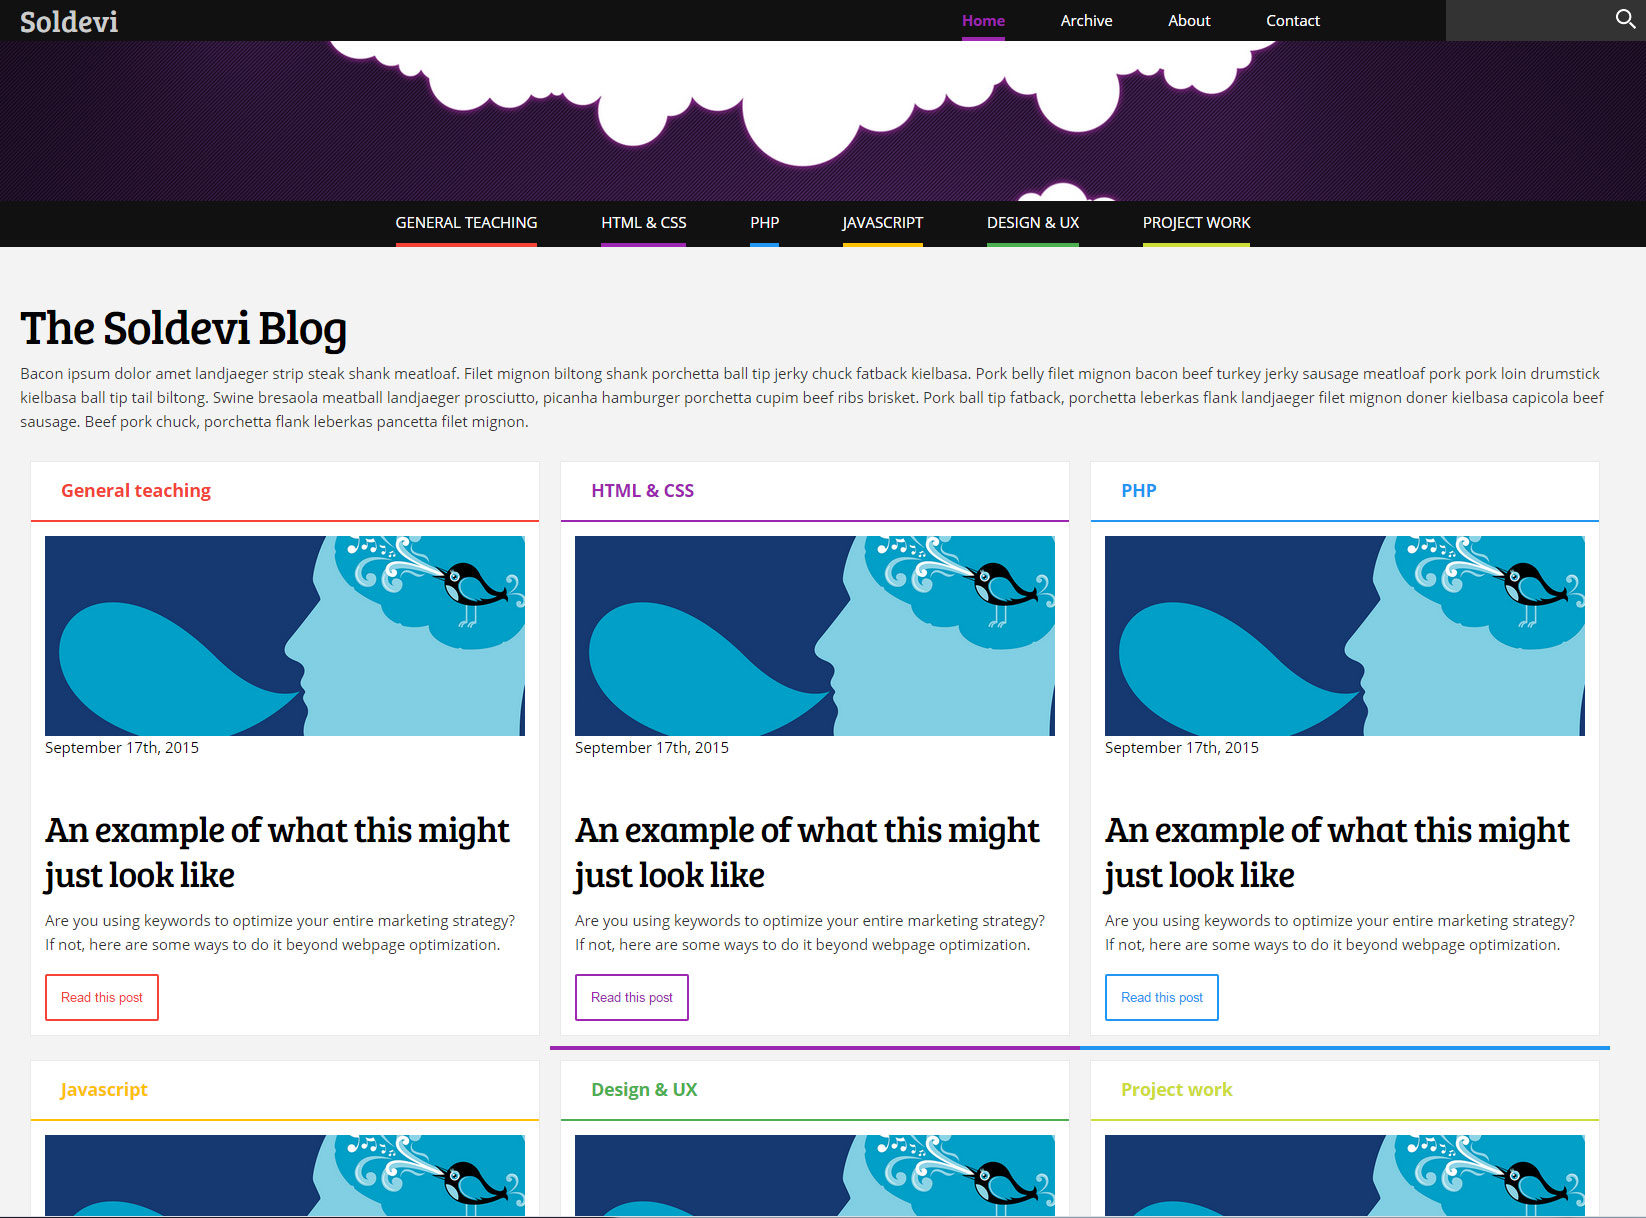 Soldevi
Home Archive About Contact
GENERAL TEACHING HTML & CSS PHP JAVASCRIPT DESIGN & UX PROJECT WORK
The Soldevi Blog
Bacon ipsum dolor amet landjaeger strip steak shank meatloaf. Filet mignon biltong shank porchetta ball tip jerky chuck fatback kielbasa. Pork belly filet mignon bacon beef turkey jerky sausage meatloaf pork pork loin drumstick
kielbasa ball tip tail biltong. Swine bresaola meatball landjaeger prosciutto, picanha hamburger porchetta cupim beef ribs brisket. Pork ball tip fatback, porchetta leberkas flank landjaeger filet mignon doner kielbasa capicola beef
sausage. Beef pork chuck, porchetta flank leberkas pancetta filet mignon.
General teaching
September 17th, 2015
An example of what this might
just look like
Are you using keywords to optimize your entire marketing strategy?
If not, here are some ways to do it beyond webpage optimization.
Read this post
HTML & CSS
September 17th, 2015
An example of what this might
just look like
Are you using keywords to optimize your entire marketing strategy?
If not, here are some ways to do it beyond webpage optimization.
Read this post
PHP
September 17th, 2015
An example of what this might
just look like
Are you using keywords to optimize your entire marketing strategy?
If not, here are some ways to do it beyond webpage optimization.
Read this post
Javascript
Design & UX
Project work